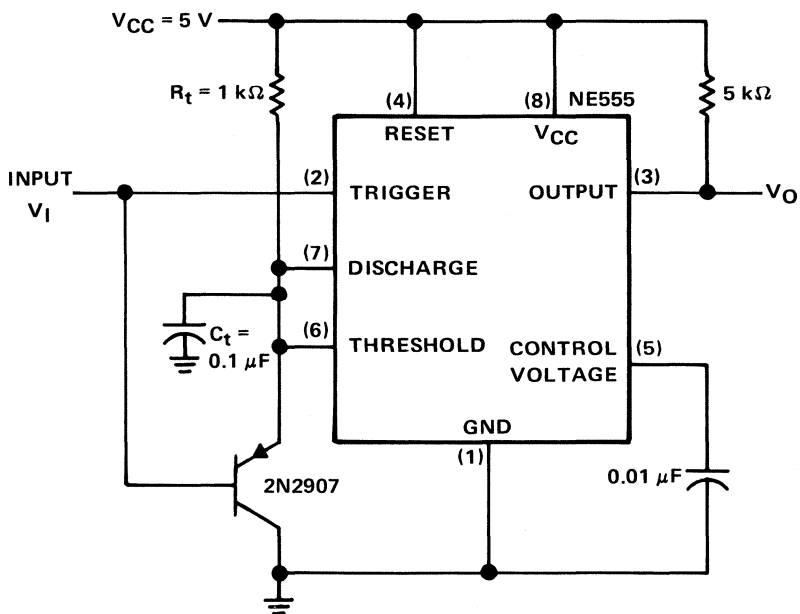 VCC = 5 V
Rt = 1 kΩ
(4)
(8)
NE555
5 kΩ
RESET
VCC
INPUT
VI
(2)
TRIGGER
OUTPUT
(3)
VO
(7)
DISCHARGE
Ct =
0.1 μF
(6)
THRESHOLD
CONTROL
VOLTAGE
(5)
GND
(1)
2N2907
0.01 μF